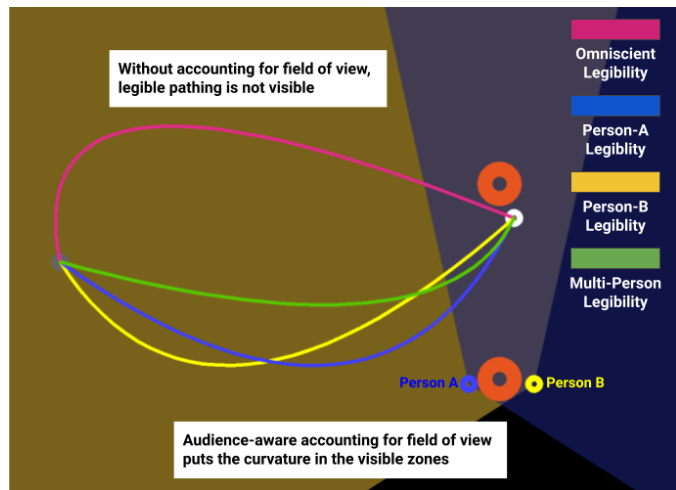 Without accounting for field of view,
legible pathing is not visible
Omniscient
Legibility
Person-A
Legiblity
Person-B
Legiblity
Multi-Person
Legibility
Person A
Person B
Audience-aware accounting for field of view
puts the curvature in the visible zones